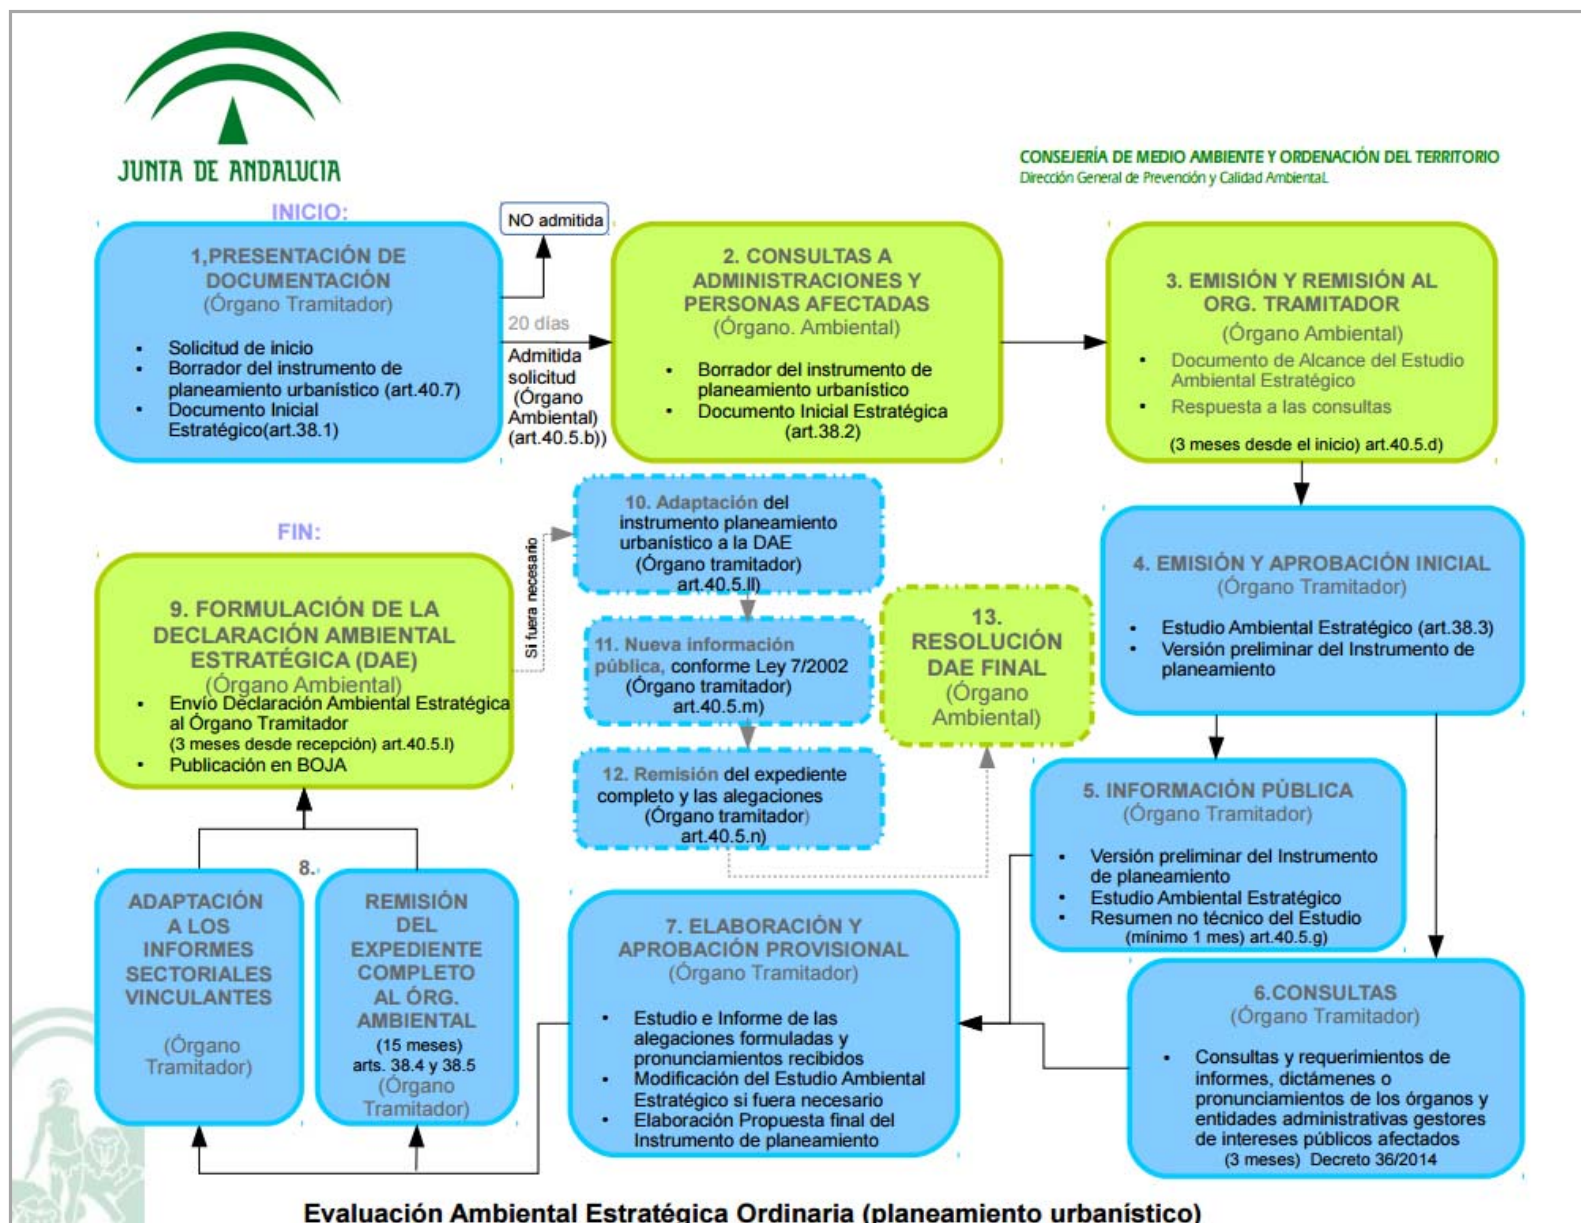 JUNTA DE ANDALUCIA
CONSEJERÍA DE MEDIO AMBIENTE Y ORDENACIÓN DEL TERRITORIO
Dirección General de Prevención y Calidad Ambiental.
INICIO:
1,PRESENTACIÓN DE
DOCUMENTACIÓN
(Órgano Tramitador)
• Solicitud de inicio
• Borrador del instrumento de
planeamiento urbanístico (art.40.7)
• Documento Inicial
Estratégico(art.38.1)
NO admitida
20 días
Admitida
solicitud
(Órgano
Ambiental)
(art.40.5.b))
2. CONSULTAS A
ADMINISTRACIONES Y
PERSONAS AFECTADAS
(Órgano. Ambiental)
• Borrador del instrumento de
planeamiento urbanístico
• Documento Inicial Estratégica
(art.38.2)
3. EMISIÓN Y REMISIÓN AL
ORG. TRAMITADOR
(Órgano Ambiental)
• Documento de Alcance del Estudio
Ambiental Estratégico
• Respuesta a las consultas
(3 meses desde el inicio) art.40.5.d)
4. EMISIÓN Y APROBACIÓN INICIAL
(Órgano Tramitador)
• Estudio Ambiental Estratégico (art.38.3)
• Versión preliminar del Instrumento de
planeamiento
5. INFORMACIÓN PÚBLICA
(Órgano Tramitador)
• Versión preliminar del Instrumento
de planeamiento
• Estudio Ambiental Estratégico
• Resumen no técnico del Estudio
(mínimo 1 mes) art.40.5.g)
6.CONSULTAS
(Órgano Tramitador)
• Consultas y requerimientos de
informes, dictámenes o
pronunciamientos de los órganos y
entidades administrativas gestores
de intereses públicos afectados
(3 meses) Decreto 36/2014
7. ELABORACIÓN Y
APROBACIÓN PROVISIONAL
(Órgano Tramitador)
• Estudio e Informe de las
alegaciones formuladas y
pronunciamientos recibidos
• Modificación del Estudio Ambiental
Estratégico si fuera necesario
• Elaboración Propuesta final del
Instrumento de planeamiento
8.
ADAPTACIÓN
A LOS
INFORMES
SECTORIALES
VINCULANTES
(Órgano
Tramitador)
REMISIÓN
DEL
EXPEDIENTE
COMPLETO
AL ÓRG.
AMBIENTAL
(15 meses)
arts. 38.4 y 38.5
(Órgano
Tramitador)
FIN:
9. FORMULACIÓN DE LA
DECLARACIÓN AMBIENTAL
ESTRATÉGICA (DAE)
(Órgano Ambiental)
• Envío Declaración Ambiental Estratégica
al Órgano Tramitador
(3 meses desde recepción) art.40.5.l)
• Publicación en BOJA
Si fuera necesario
10. Adaptación del
instrumento planeamiento
urbanístico a la DAE
(Órgano tramitador)
art.40.5.ll)
11. Nueva información
pública, conforme Ley 7/2002
(Órgano tramitador)
art.40.5.m)
12. Remisión del expediente
completo y las alegaciones
(Órgano tramitador)
art.40.5.n)
13.
RESOLUCIÓN
DAE FINAL
(Órgano
Ambiental)
Evaluación Ambiental Estratégica Ordinaria (planeamiento urbanístico)